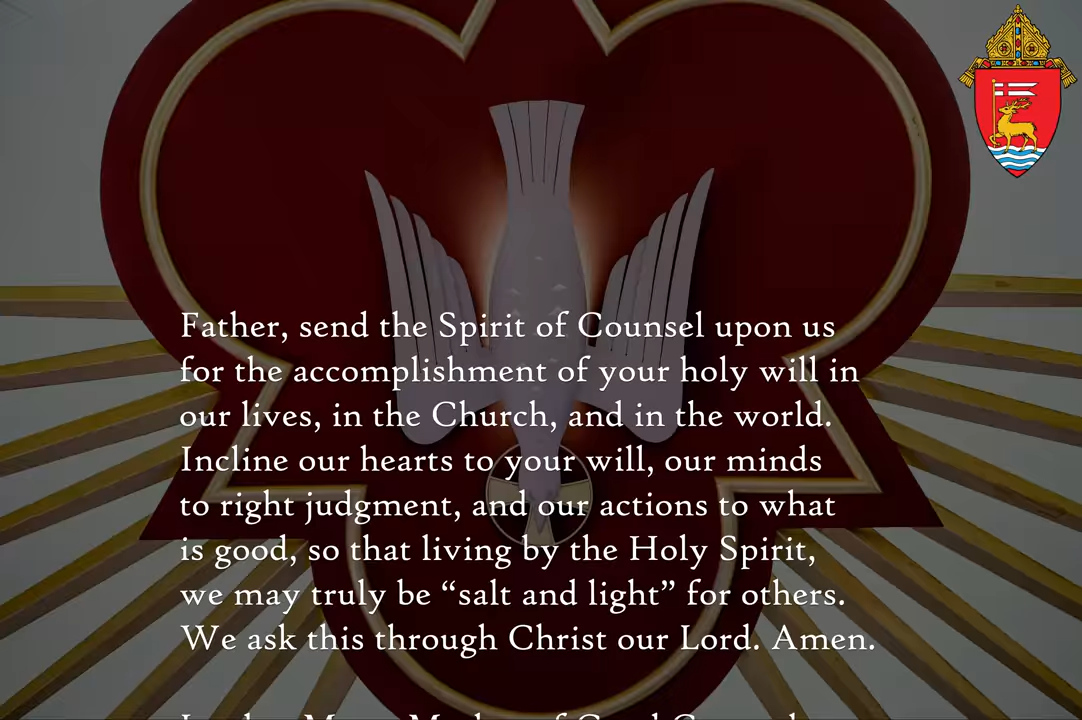 Father, send the Spirit of Counsel upon us
for the accomplishment of your holy will in
our lives, in the Church, and in the world.
Incline our hearts to your will, our minds
to right judgment, and our actions to what
is good, so that living by the Holy Spirit,
we may truly be “salt and light” for others.
We ask this through Christ our Lord. Amen.